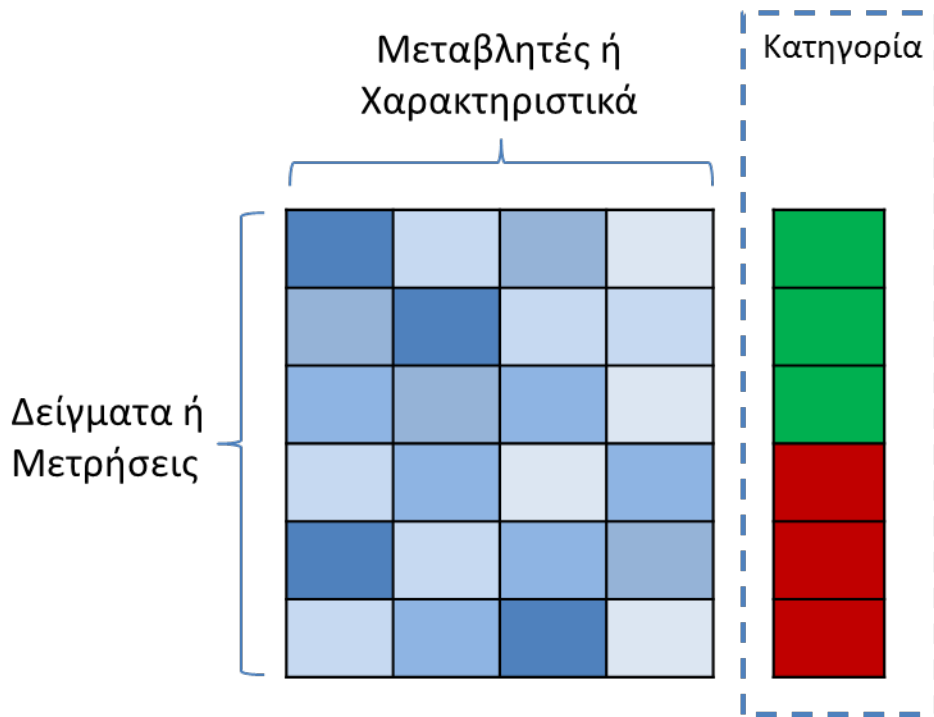 Μεταβλητές ή
Χαρακτηριστικά
Κατηγορία
Δείγματα ή
Μετρήσεις